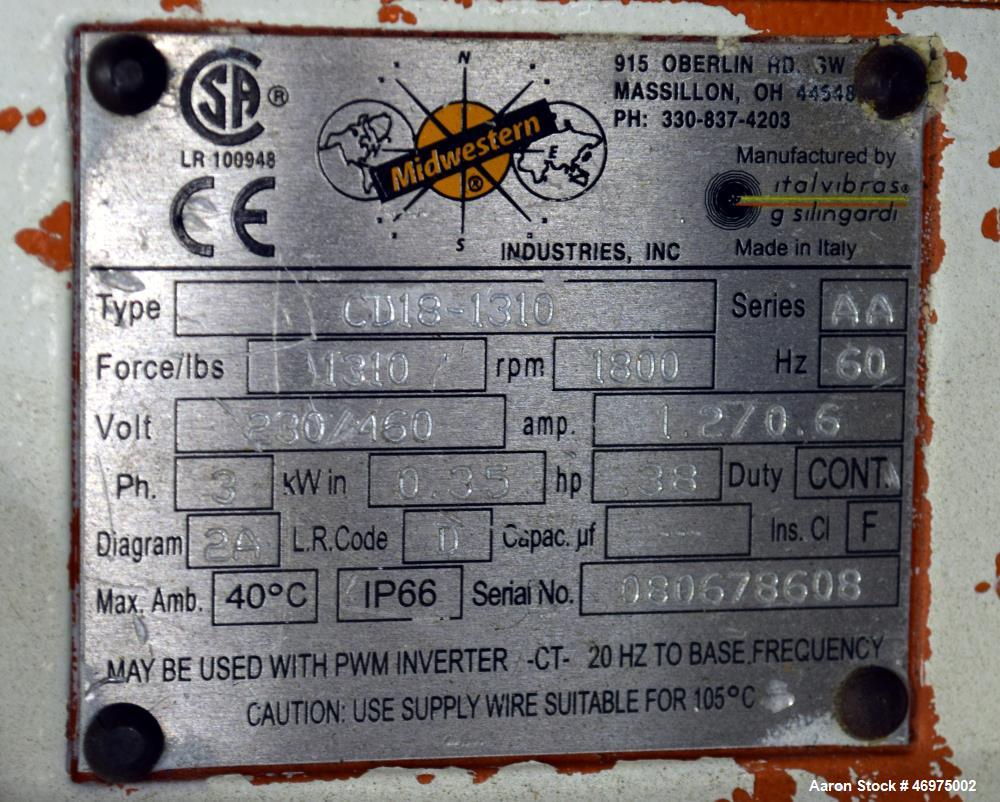 CSA ®
LR 100948
CE
N
Midwestern ®
E
S
INDUSTRIES, INC
915 OBERLIN RD. SW
MASSILLON, OH
PH: 330-837-4203
Manufactured by
italvibras®
g silingardi
Made in Italy
Type CD18-1310 Series AA
Force/lbs 1310 rpm 1800 Hz 60
Volt 230/460 amp. 1.2/0.6
Ph. 3 kW in 0.35 hp .38 Duty CONT.
Diagram 2A L.R.Code D Capac. µf --- Ins. Cl F
Max. Amb. 40°C IP66 Serial No. 080678608
MAY BE USED WITH PWM INVERTER -CT- 20 HZ TO BASE FREQUENCY
CAUTION: USE SUPPLY WIRE SUITABLE FOR 105°C
Aaron Stock # 46975002